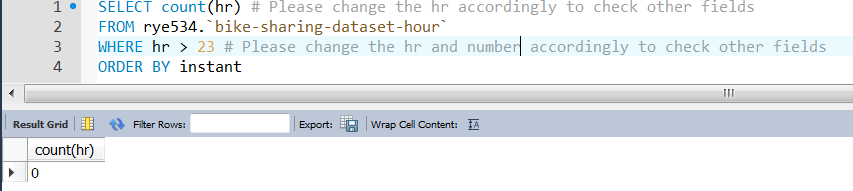 1 SELECT count(hr) # Please change the hr accordingly to check other fields
2 FROM rye534.`bike-sharing-dataset-hour`
3 WHERE hr > 23 # Please change the hr and number accordingly to check other fields
4 ORDER BY instant
Result Grid Filter Rows: Export: Wrap Cell Content: IA
count(hr)
0